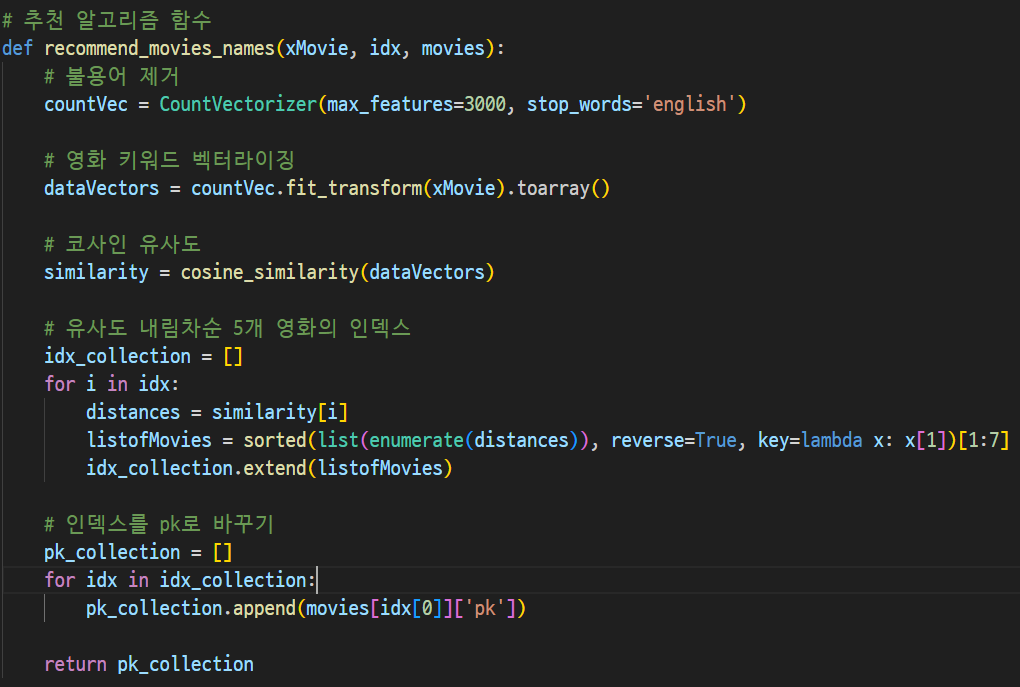 # 추천 알고리즘 함수
def recommend_movies_names(xMovie, idx, movies):
    # 불용어 제거
    countVec = CountVectorizer(max_features=3000, stop_words='english')

    # 영화 키워드 벡터라이징
    dataVectors = countVec.fit_transform(xMovie).toarray()

    # 코사인 유사도
    similarity = cosine_similarity(dataVectors)

    # 유사도 내림차순 5개 영화의 인덱스
    idx_collection = []
    for i in idx:
        distances = similarity[i]
        listofMovies = sorted(list(enumerate(distances)), reverse=True, key=lambda x: x[1])[1:7]
        idx_collection.extend(listofMovies)

    # 인덱스를 pk로 바꾸기
    pk_collection = []
    for idx in idx_collection:
        pk_collection.append(movies[idx[0]]['pk'])

    return pk_collection